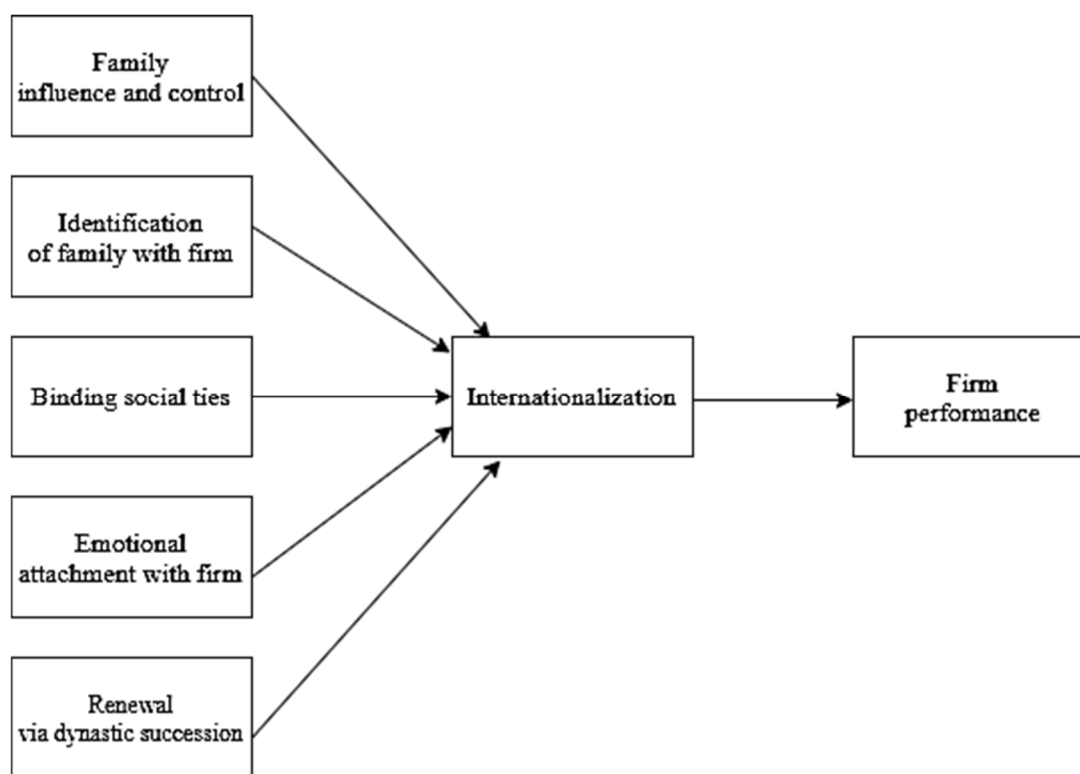 Family
influence and control
Identification
of family with firm
Binding social ties
Emotional
attachment with firm
Renewal
via dynastic succession
Internationalization
Firm
performance